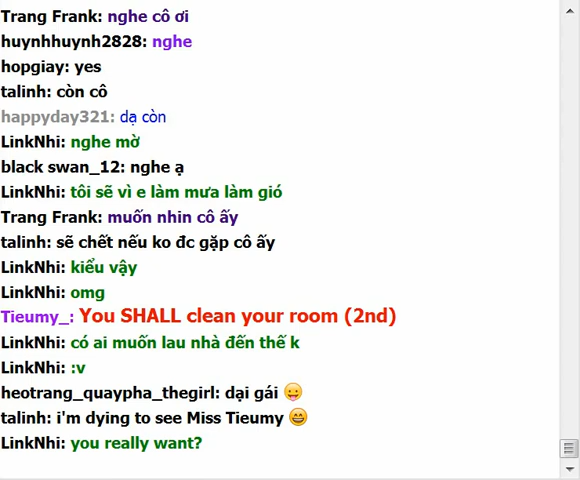 Trang Frank: nghe cô ơi
huynhhuynh2828: nghe
hopgiay: yes
talinh: còn cô
happyday321: dạ còn
LinkNhi: nghe mờ
black swan_12: nghe ạ
LinkNhi: tôi sẽ vì e làm mưa làm gió
Trang Frank: muốn nhin cô ấy
talinh: sẽ chết nếu ko đc gặp cô ấy
LinkNhi: kiểu vậy
LinkNhi: omg
Tieumy_: You SHALL clean your room (2nd)
LinkNhi: có ai muốn lau nhà đến thế k
LinkNhi: :v
heotrang_quaypha_thegirl: dại gái 😛
talinh: i'm dying to see Miss Tieumy 😄
LinkNhi: you really want?